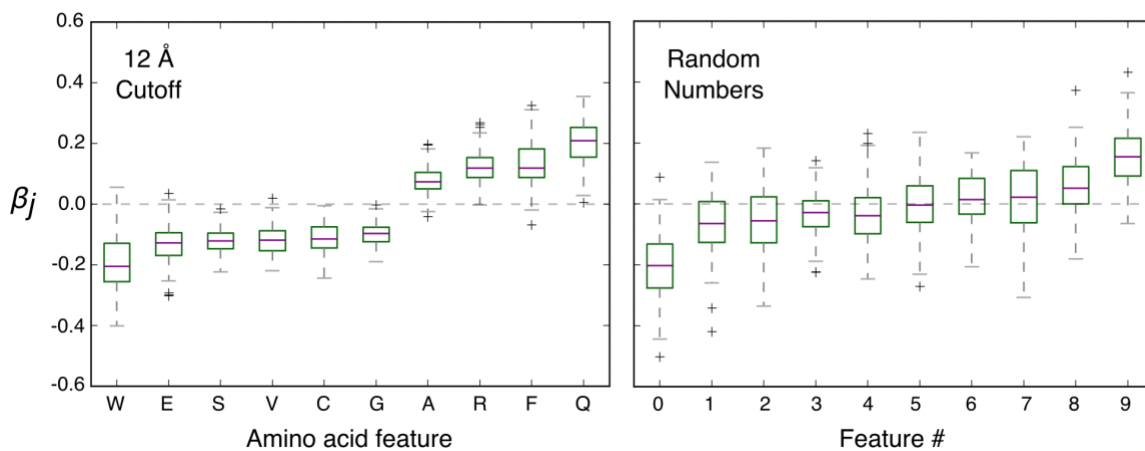 0.6
0.4
0.2
0.0
-0.2
-0.4
-0.6
βj
12 Å
Cutoff
W E S V C G A R F Q
Amino acid feature
Random
Numbers
0 1 2 3 4 5 6 7 8 9
Feature #